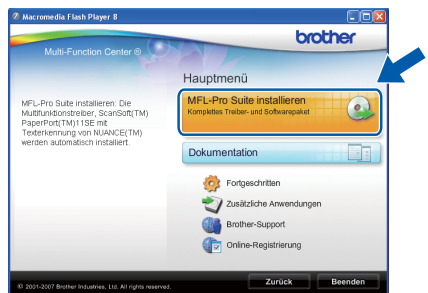 Macromedia Flash Player 8
brother
Multi-Function Center ®
Hauptmenü
MFL-Pro Suite installieren: Die
Multifunktionstreiber, ScanSoft(TM)
PaperPort(TM)11SE mit
Texterkennung von NUANCE(TM)
werden automatisch installiert.
MFL-Pro Suite installieren
Komplettes Treiber- und Softwarepaket
Dokumentation
Fortgeschritten
Zusätzliche Anwendungen
Brother-Support
Online-Registrierung
© 2001-2007 Brother Industries, Ltd. All rights reserved.
Zurück
Beenden